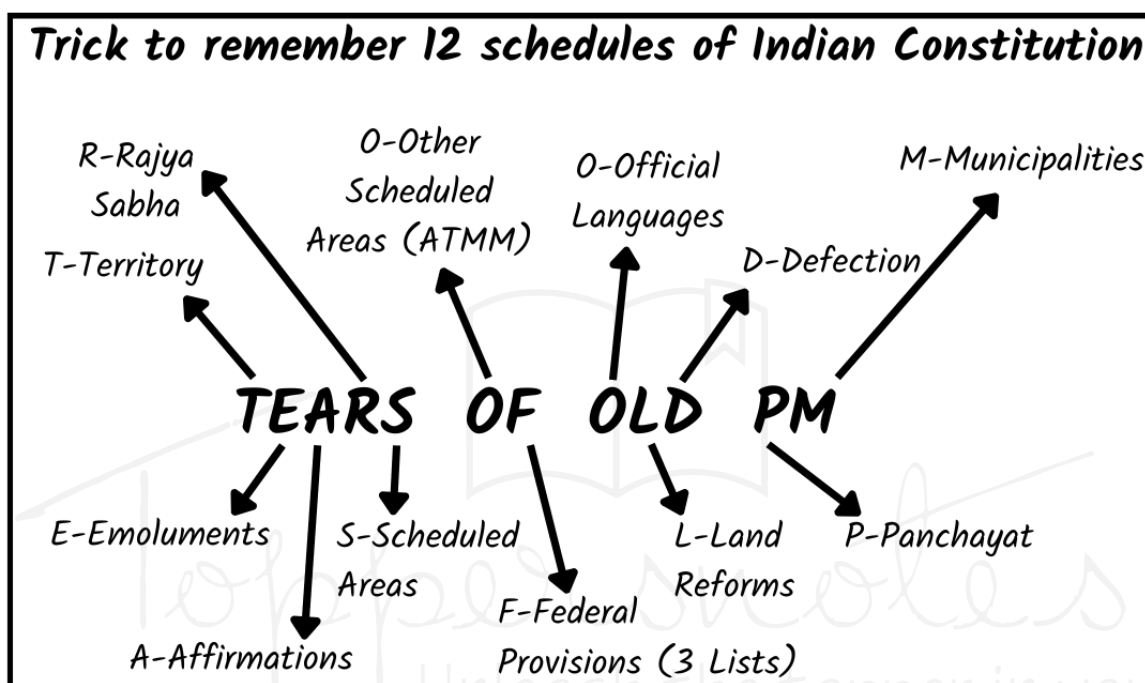 Trick to remember 12 schedules of Indian Constitution
R-Rajya
Sabha
T-Territory
O-Other
Scheduled
Areas (ATMM)
O-Official
Languages
D-Defection
M-Municipalities
TEARS OF OLD PM
E-Emoluments
A-Affirmations
S-Scheduled
Areas
F-Federal
Provisions (3 Lists)
L-Land
Reforms
P-Panchayat
Toppersnotes